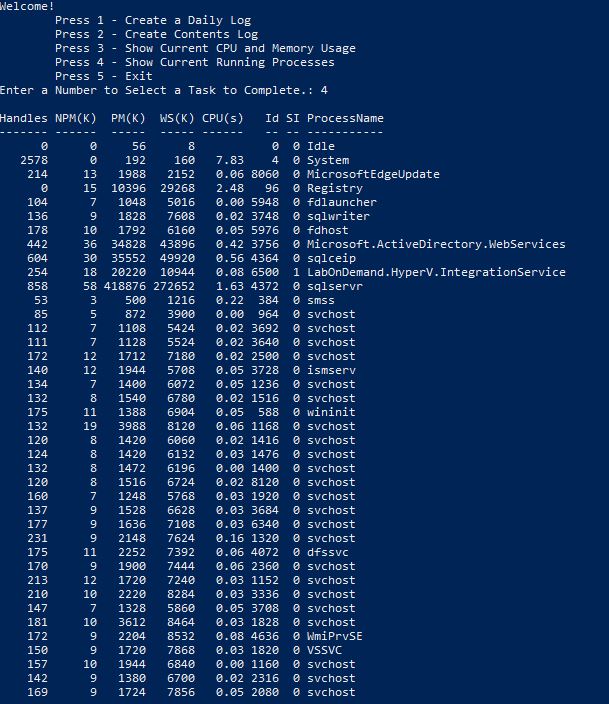 Welcome!
Press 1 - Create a Daily Log
Press 2 - Create Contents Log
Press 3 - Show Current CPU and Memory Usage
Press 4 - Show Current Running Processes
Press 5 - Exit
Enter a Number to Select a Task to Complete.: 4
Handles NPM(K) PM(K) WS(K) CPU(s) Id SI ProcessName
------- ------ ----- ----- ------ -- -- -----------
0 0 56 8 0 0 Idle
2578 0 192 160 7.83 4 0 System
214 13 1988 2152 0.06 8060 0 MicrosoftEdgeUpdate
0 15 10396 29268 2.48 96 0 Registry
104 7 1048 5016 0.00 5948 0 fdlauncher
136 9 1828 7608 0.02 3748 0 sqlwriter
178 10 1792 6160 0.05 5976 0 fdhost
442 36 34828 43896 0.42 3756 0 Microsoft.ActiveDirectory.WebServices
604 30 35552 49920 0.56 4364 0 sqlceip
254 18 20220 10944 0.08 6500 1 LabOnDemand.HyperV.IntegrationService
858 58 418876 272652 1.63 4372 0 sqlservr
53 3 500 1216 0.22 384 0 smss
85 5 872 3900 0.00 964 0 svchost
112 7 1108 5424 0.02 3692 0 svchost
111 7 1128 5524 0.02 3640 0 svchost
172 12 1712 7180 0.02 2500 0 svchost
140 12 1944 5708 0.05 3728 0 ismserv
134 7 1400 6072 0.05 1236 0 svchost
132 8 1540 6780 0.02 1516 0 svchost
175 11 1388 6904 0.05 588 0 wininit
132 19 3988 8120 0.06 1168 0 svchost
120 8 1420 6060 0.02 1416 0 svchost
124 8 1420 6132 0.03 1476 0 svchost
132 8 1472 6196 0.00 1400 0 svchost
120 8 1516 6724 0.02 8120 0 svchost
160 7 1248 5768 0.03 1920 0 svchost
137 9 1528 6628 0.03 3684 0 svchost
177 9 1636 7108 0.03 6340 0 svchost
231 9 2148 7624 0.16 1320 0 svchost
175 11 2252 7392 0.06 4072 0 dfssvc
170 9 1900 7444 0.06 2360 0 svchost
213 12 1720 7240 0.03 1152 0 svchost
210 10 2220 8284 0.03 3336 0 svchost
147 7 1328 5860 0.05 3708 0 svchost
181 10 3612 8464 0.03 1828 0 svchost
172 9 2204 8532 0.08 4636 0 WmiPrvSE
150 9 1720 7868 0.03 1820 0 VSSVC
157 10 1944 6840 0.00 1160 0 svchost
142 9 1380 6700 0.02 2316 0 svchost
169 9 1724 7856 0.05 2080 0 svchost